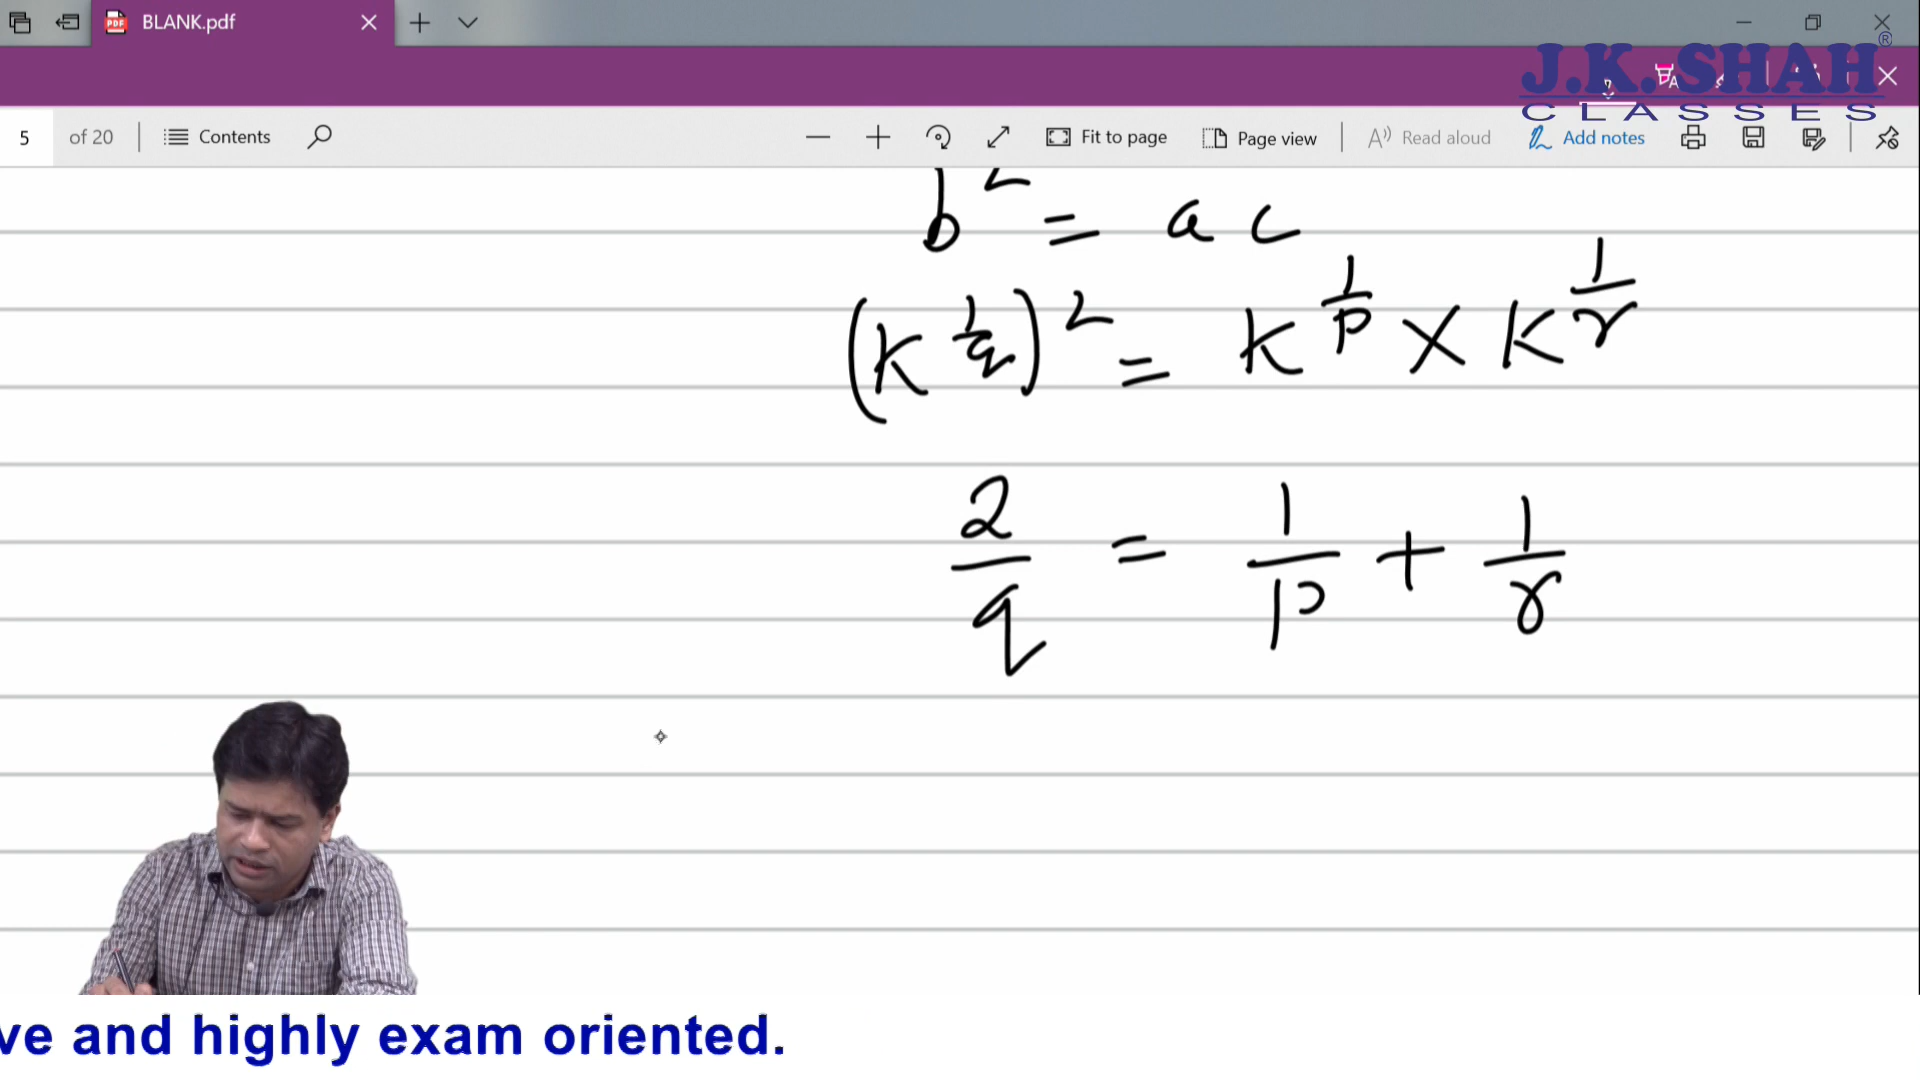 BLANK.pdf
J.K.SHAH®
CLASSES
5 of 20 Contents Fit to page Page view Read aloud Add notes
b² = ac
(K^(1/q))² = K^(1/p) × K^(1/r)
2/q = 1/p + 1/r
ve and highly exam oriented.